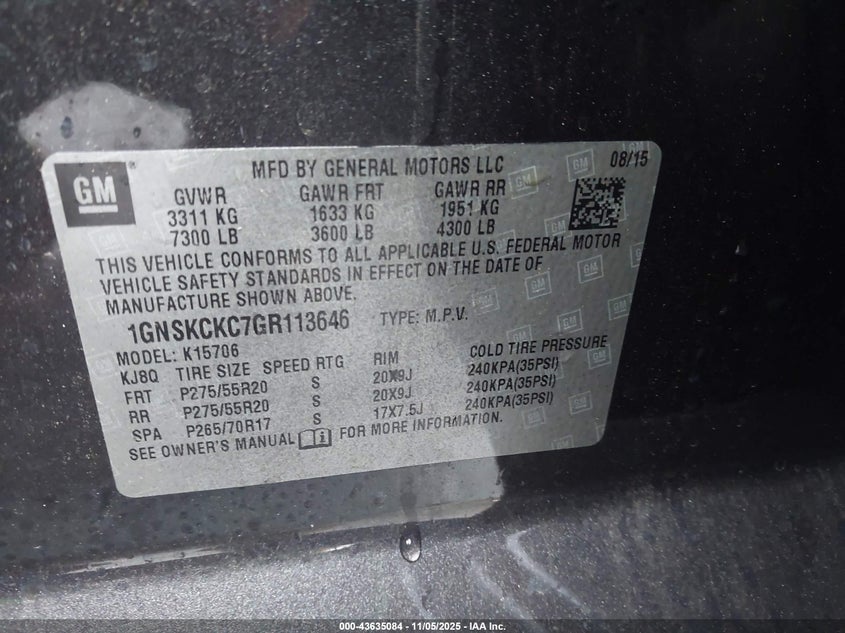 GM
MFD BY GENERAL MOTORS LLC
08/15
GVWR GAWR FRT GAWR RR
3311 KG 1633 KG 1951 KG
7300 LB 3600 LB 4300 LB
THIS VEHICLE CONFORMS TO ALL APPLICABLE U.S. FEDERAL MOTOR
VEHICLE SAFETY STANDARDS IN EFFECT ON THE DATE OF
MANUFACTURE SHOWN ABOVE.
1GNSKCKC7GR113646 TYPE: M.P.V.
MODEL: K15706
KJ8Q TIRE SIZE SPEED RTG RIM COLD TIRE PRESSURE
FRT P275/55R20 S 20X9J 240KPA(35PSI)
RR P275/55R20 S 20X9J 240KPA(35PSI)
SPA P265/70R17 S 17X7.5J 240KPA(35PSI)
SEE OWNER'S MANUAL FOR MORE INFORMATION.
000-43635084 - 11/05/2025 - IAA Inc.